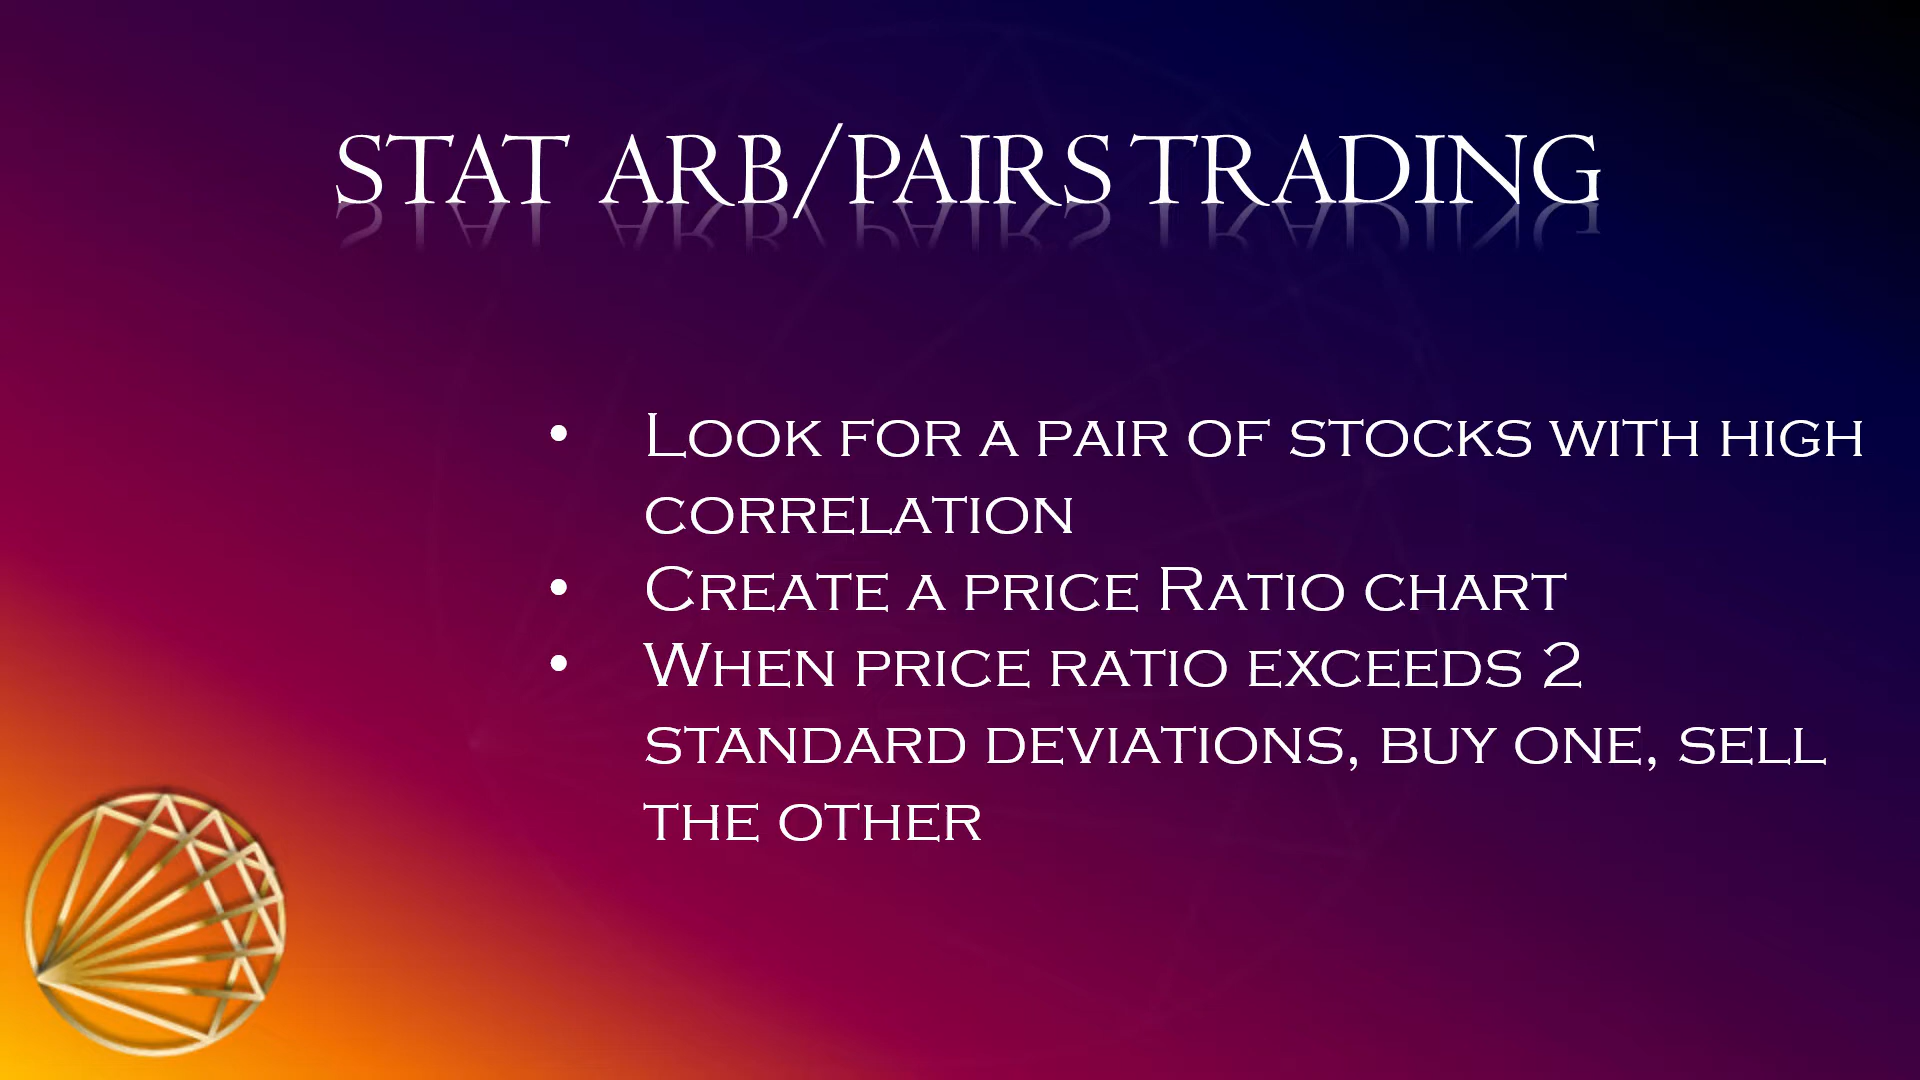 STAT ARB/PAIRS TRADING
• LOOK FOR A PAIR OF STOCKS WITH HIGH
CORRELATION
• CREATE A PRICE RATIO CHART
• WHEN PRICE RATIO EXCEEDS 2
STANDARD DEVIATIONS, BUY ONE, SELL
THE OTHER